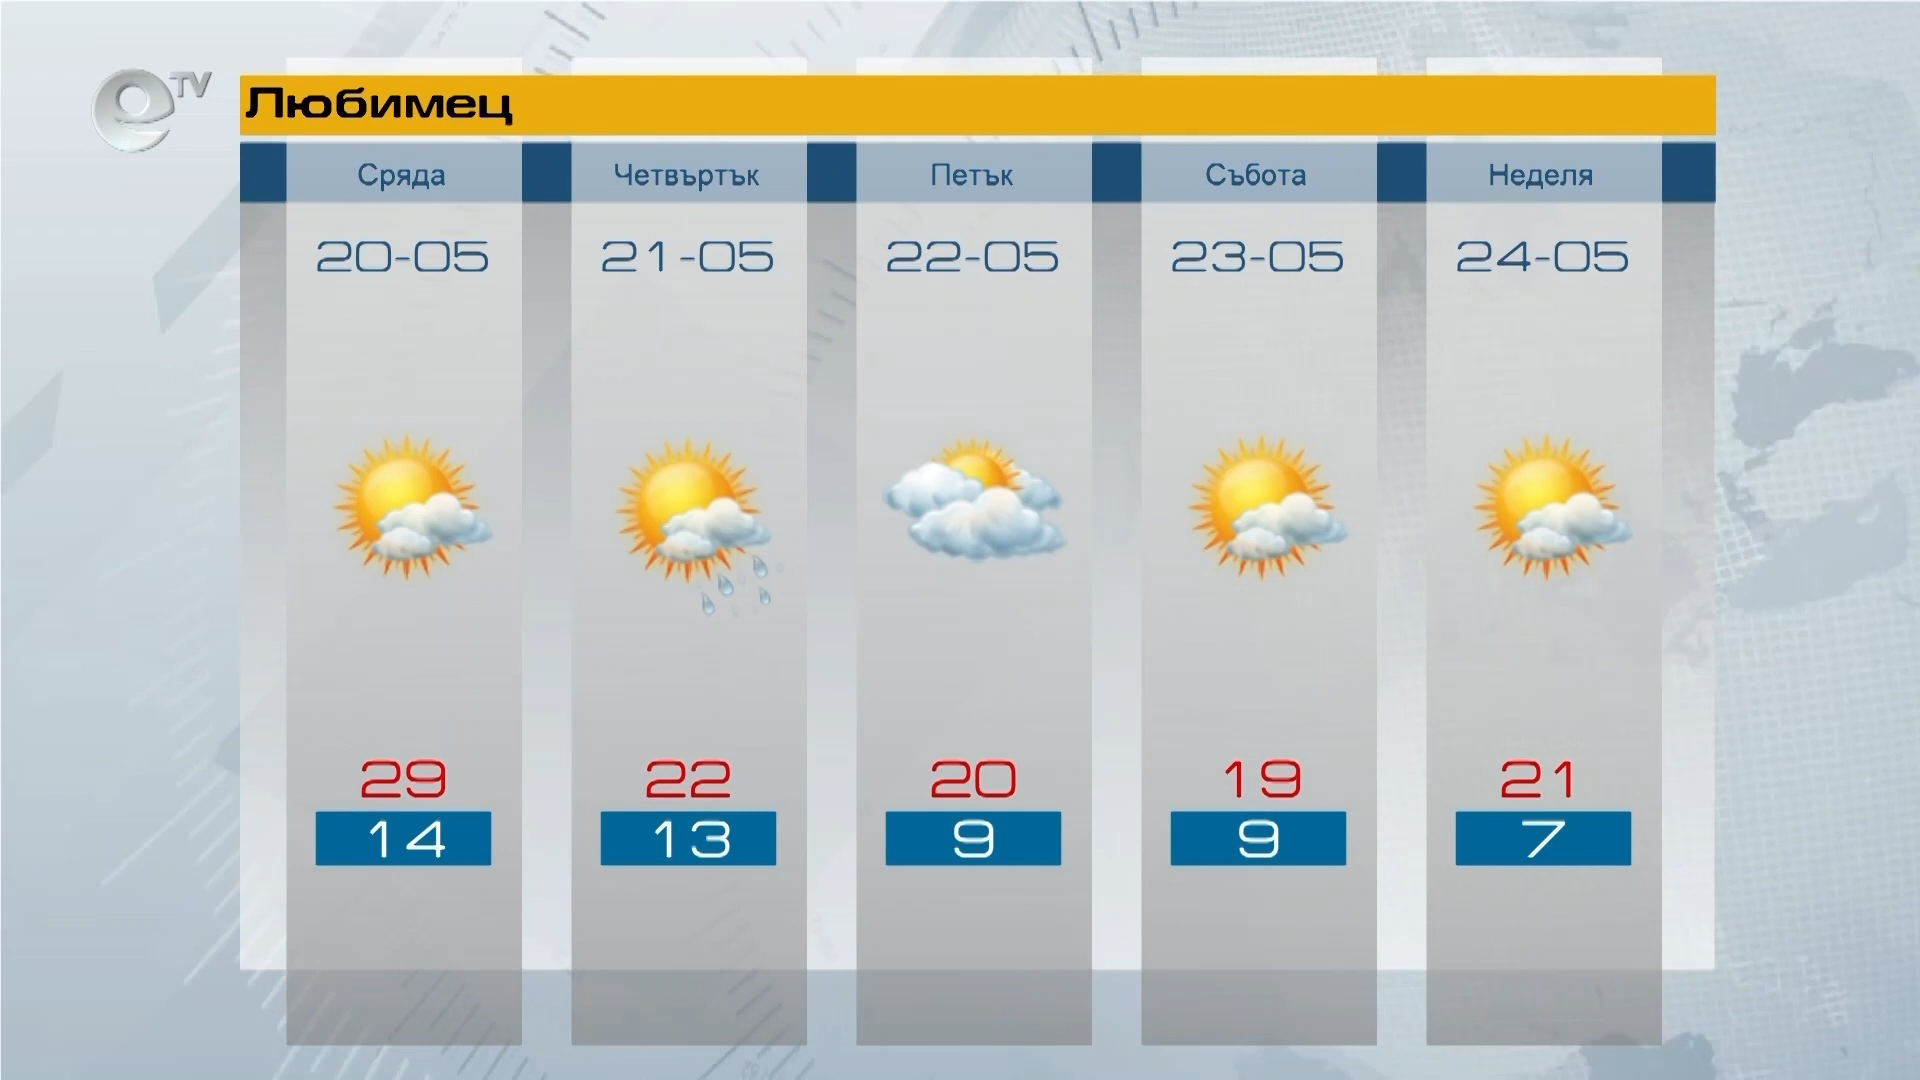 e TV
Любимец
Сряда Четвъртък Петък Събота Неделя
20-05 21-05 22-05 23-05 24-05
29 22 20 19 21
14 13 9 9 7